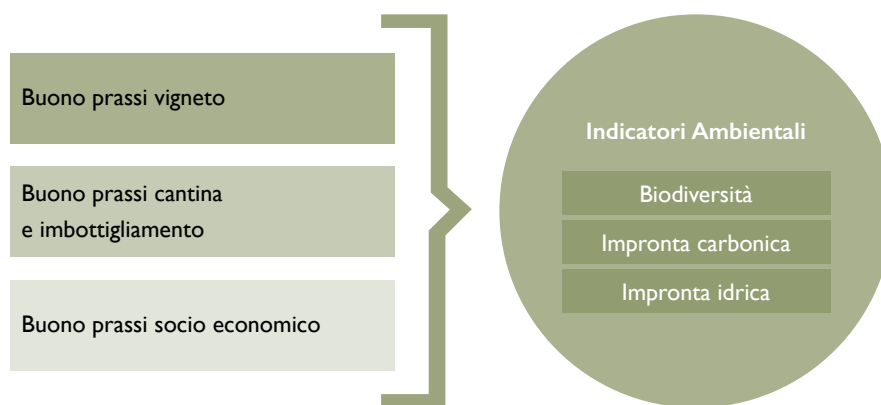 Buono prassi vigneto
Buono prassi cantina
e imbottigliamento
Buono prassi socio economico
Indicatori Ambientali
Biodiversità
Impronta carbonica
Impronta idrica